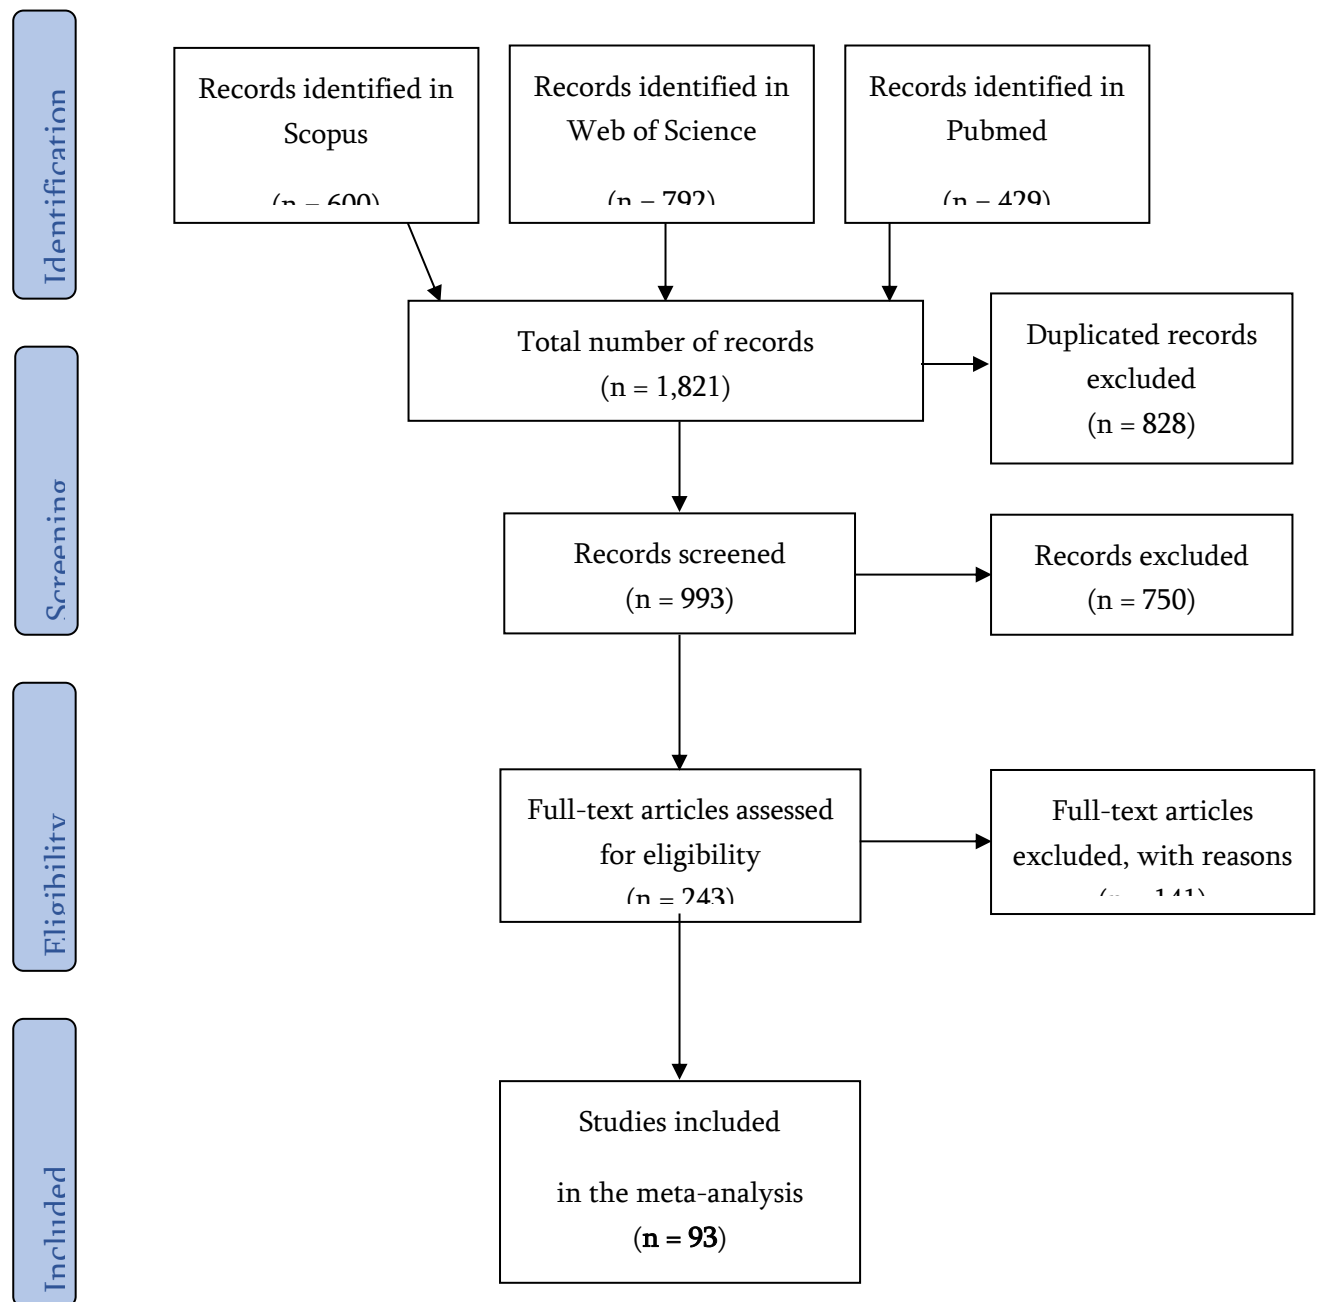 Identification
Records identified in
Scopus
(n = 600)
Records identified in
Web of Science
(n = 792)
Records identified in
Pubmed
(n = 429)
Total number of records
(n = 1,821)
Duplicated records
excluded
(n = 828)
Screening
Records screened
(n = 993)
Records excluded
(n = 750)
Eligibility
Full-text articles assessed
for eligibility
(n = 243)
Full-text articles
excluded, with reasons
(n = 141)
Included
Studies included
in the meta-analysis
(n = 93)